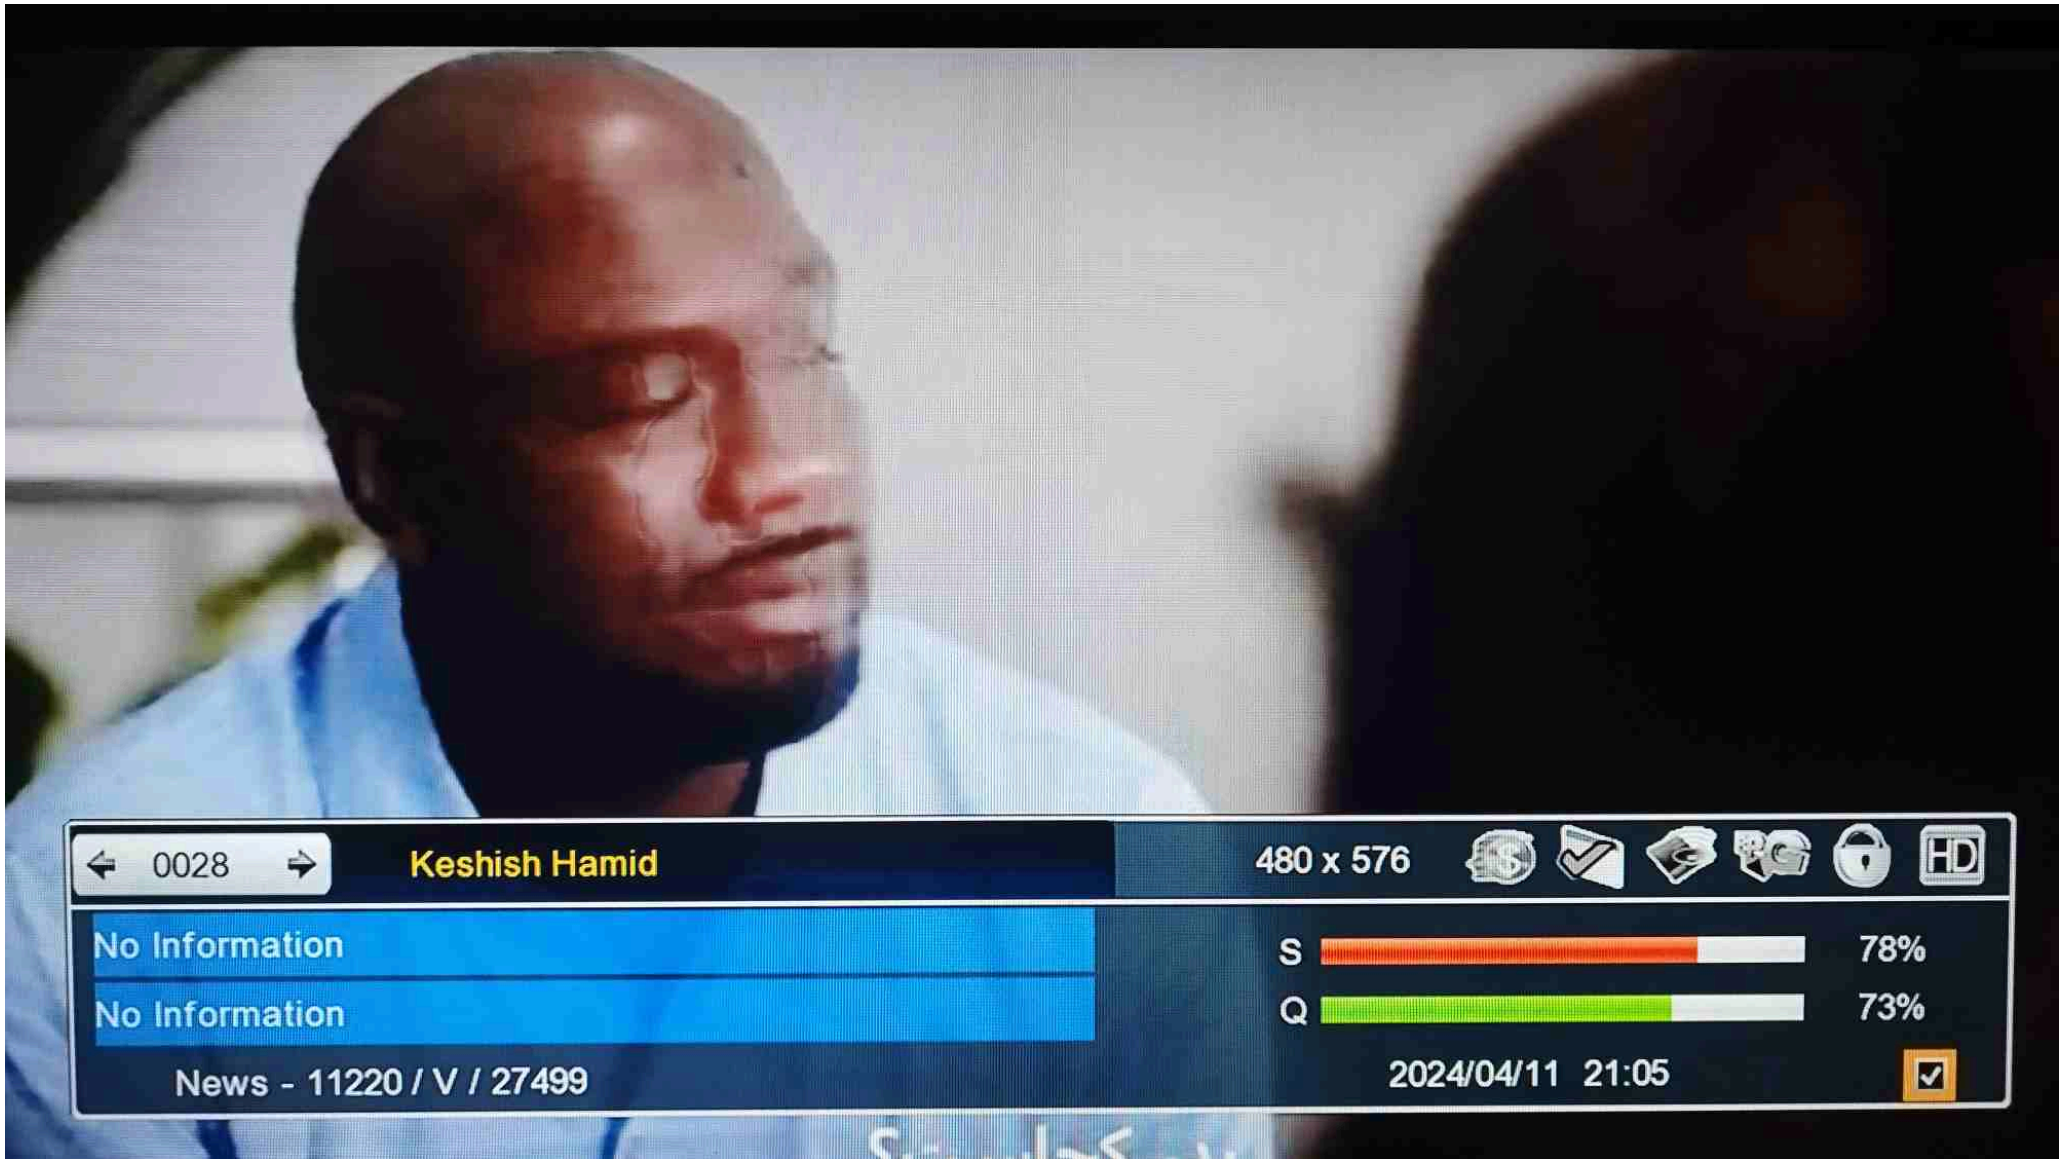 0028
Keshish Hamid
480 x 576
HD
No Information
S 78%
No Information
Q 73%
News - 11220 / V / 27499
2024/04/11 21:05